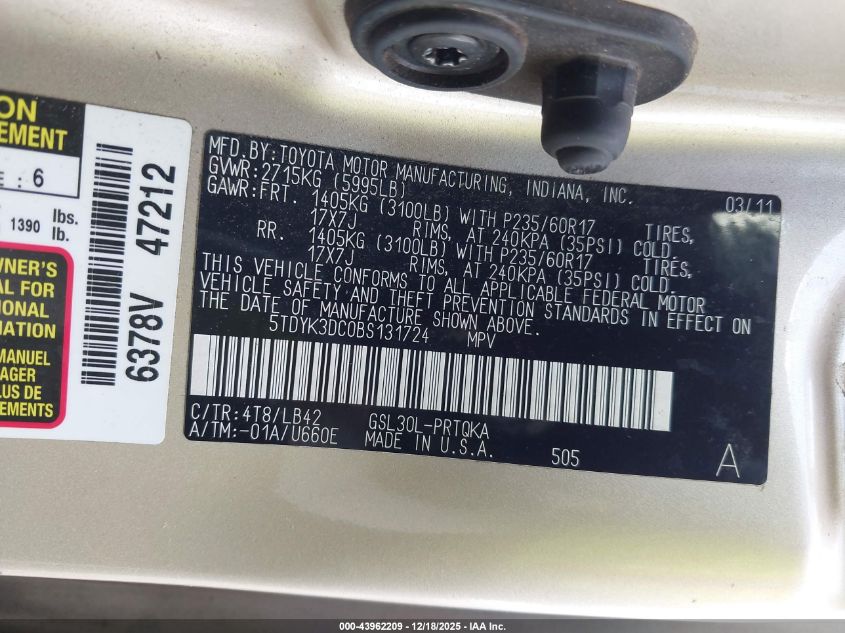 ON
EMENT
E : 6
1390 lbs.
lb.
WNER'S
AL FOR
IONAL
MATION
MANUEL
AGER
LUS DE
EMENTS
6378V 47212
MFD.BY:TOYOTA MOTOR MANUFACTURING, INDIANA, INC. 03/11
GVWR:2715KG (5995LB)
GAWR:FRT. 1405KG (3100LB) WITH P235/60R17 TIRES,
17X7J RIMS, AT 240KPA (35PSI) COLD.
RR. 1405KG (3100LB) WITH P235/60R17 TIRES,
17X7J RIMS, AT 240KPA (35PSI) COLD.
THIS VEHICLE CONFORMS TO ALL APPLICABLE FEDERAL MOTOR
VEHICLE SAFETY AND THEFT PREVENTION STANDARDS IN EFFECT ON
THE DATE OF MANUFACTURE SHOWN ABOVE.
5TDYK3DC0BS131724 MPV
C/TR:4T8/LB42 GSL30L-PRTQKA
A/TM:-01A/U660E MADE IN U.S.A. 505 A
000-43962209 - 12/18/2025 - IAA Inc.